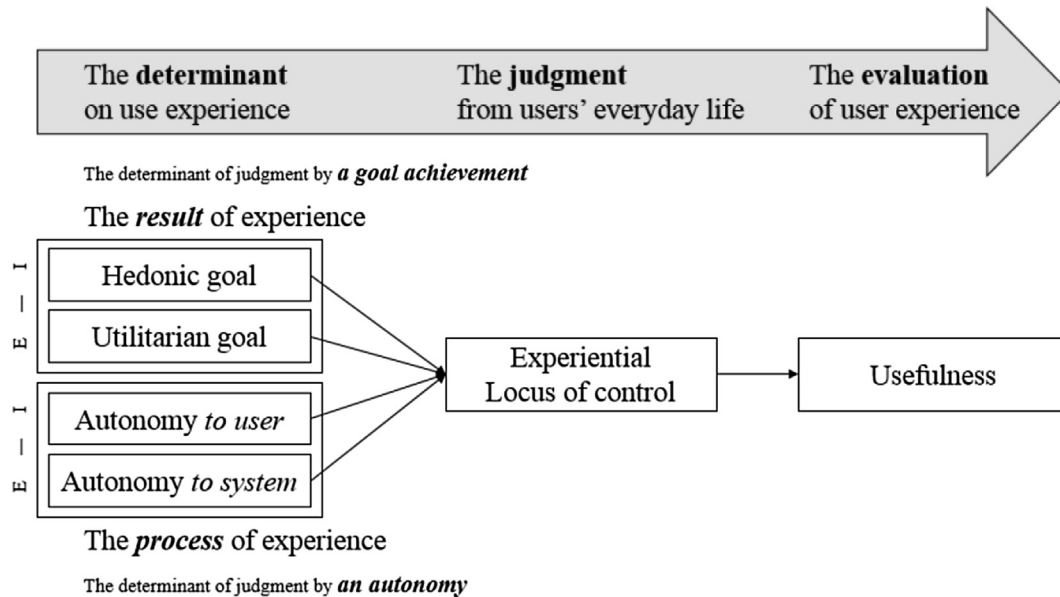 The determinant
on use experience
The judgment
from users' everyday life
The evaluation
of user experience
The determinant of judgment by a goal achievement
The result of experience
E — I
Hedonic goal
Utilitarian goal
E — I
Autonomy to user
Autonomy to system
Experiential
Locus of control
Usefulness
The process of experience
The determinant of judgment by an autonomy